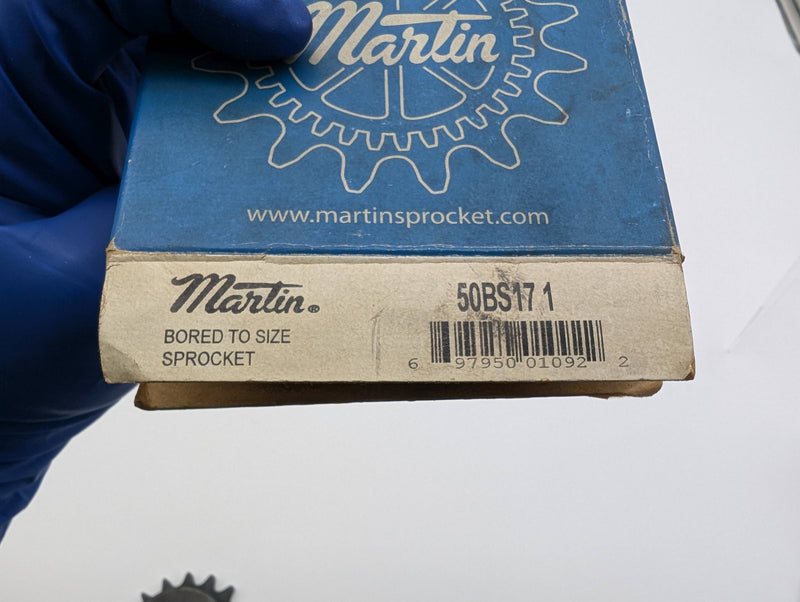 Martin
www.martinsprocket.com
Martin®
BORED TO SIZE
SPROCKET
50BS17 1
6 97950 01092 2